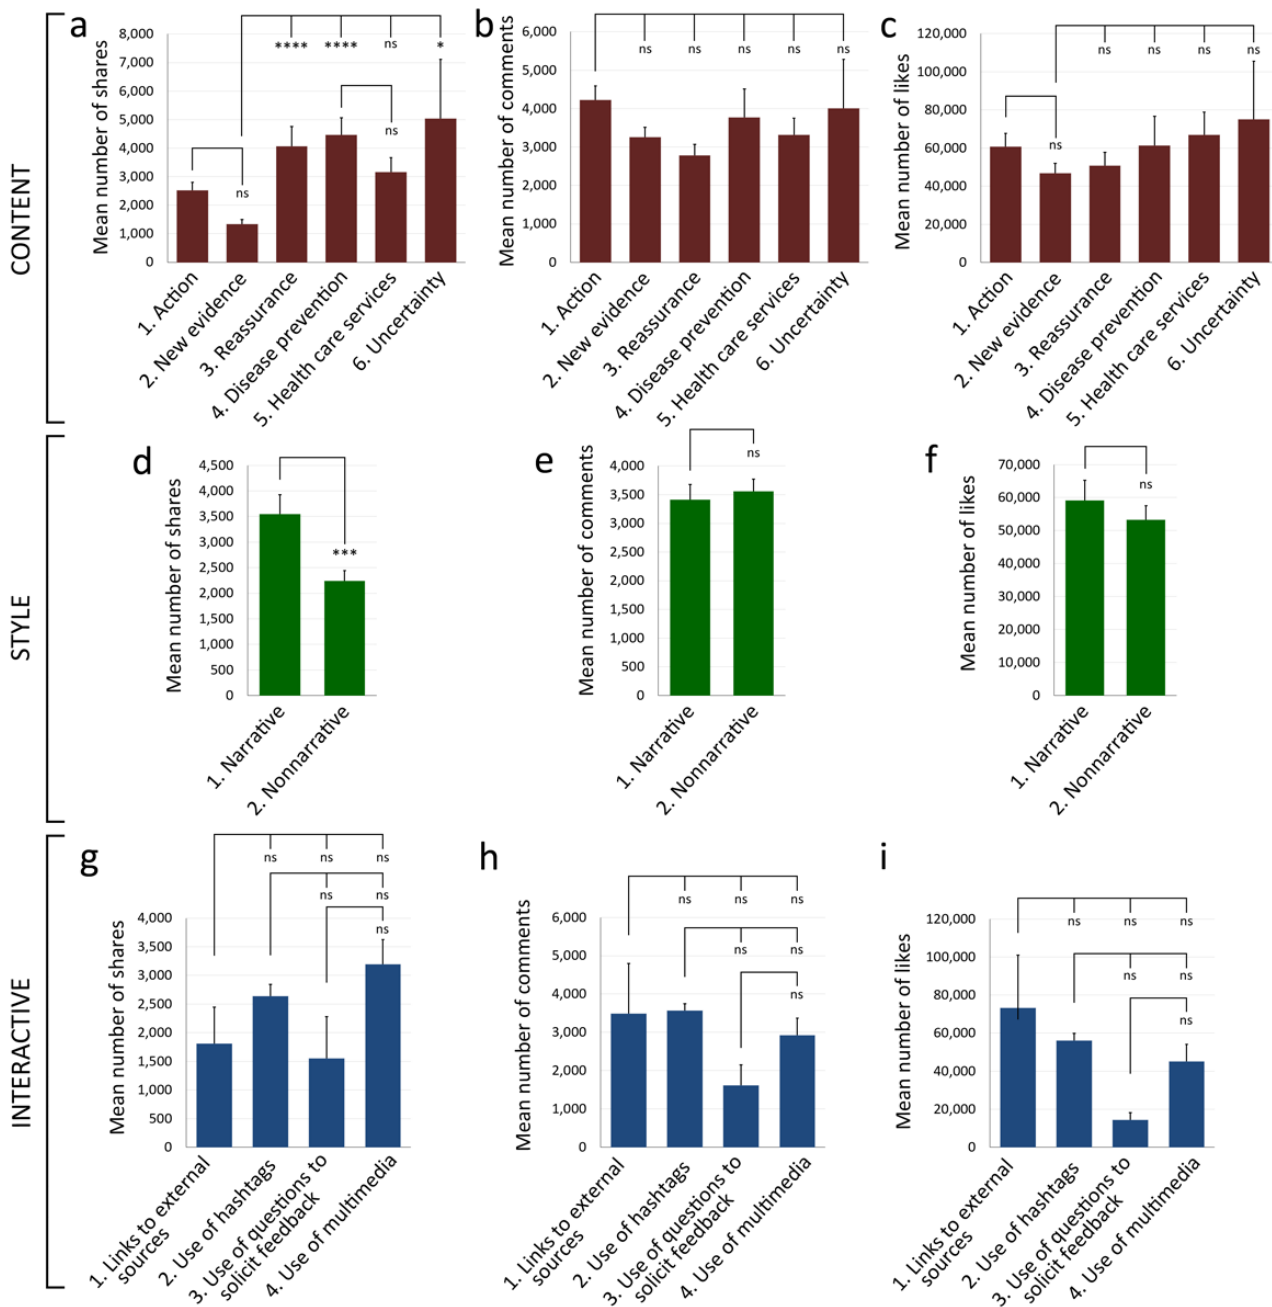 CONTENT
a
Mean number of shares
8,000
7,000
6,000
5,000
4,000
3,000
2,000
1,000
0
ns
****
****
ns
ns
*
1. Action
2. New evidence
3. Reassurance
4. Disease prevention
5. Health care services
6. Uncertainty
b
Mean number of comments
6,000
5,000
4,000
3,000
2,000
1,000
0
ns
ns
ns
ns
ns
1. Action
2. New evidence
3. Reassurance
4. Disease prevention
5. Health care services
6. Uncertainty
c
Mean number of likes
120,000
100,000
80,000
60,000
40,000
20,000
0
ns
ns
ns
ns
ns
1. Action
2. New evidence
3. Reassurance
4. Disease prevention
5. Health care services
6. Uncertainty
STYLE
d
Mean number of shares
4,500
4,000
3,500
3,000
2,500
2,000
1,500
1,000
500
0
***
1. Narrative
2. Nonnarrative
e
Mean number of comments
4,000
3,500
3,000
2,500
2,000
1,500
1,000
500
0
ns
1. Narrative
2. Nonnarrative
f
Mean number of likes
70,000
60,000
50,000
40,000
30,000
20,000
10,000
0
ns
1. Narrative
2. Nonnarrative
INTERACTIVE
g
Mean number of shares
4,000
3,500
3,000
2,500
2,000
1,500
1,000
500
0
ns
ns
ns
ns
ns
ns
1. Links to external
sources
2. Use of hashtags
3. Use of questions to
solicit feedback
4. Use of multimedia
h
Mean number of comments
6,000
5,000
4,000
3,000
2,000
1,000
0
ns
ns
ns
ns
ns
ns
1. Links to external
sources
2. Use of hashtags
3. Use of questions to
solicit feedback
4. Use of multimedia
i
Mean number of likes
120,000
100,000
80,000
60,000
40,000
20,000
0
ns
ns
ns
ns
ns
ns
1. Links to external
sources
2. Use of hashtags
3. Use of questions to
solicit feedback
4. Use of multimedia